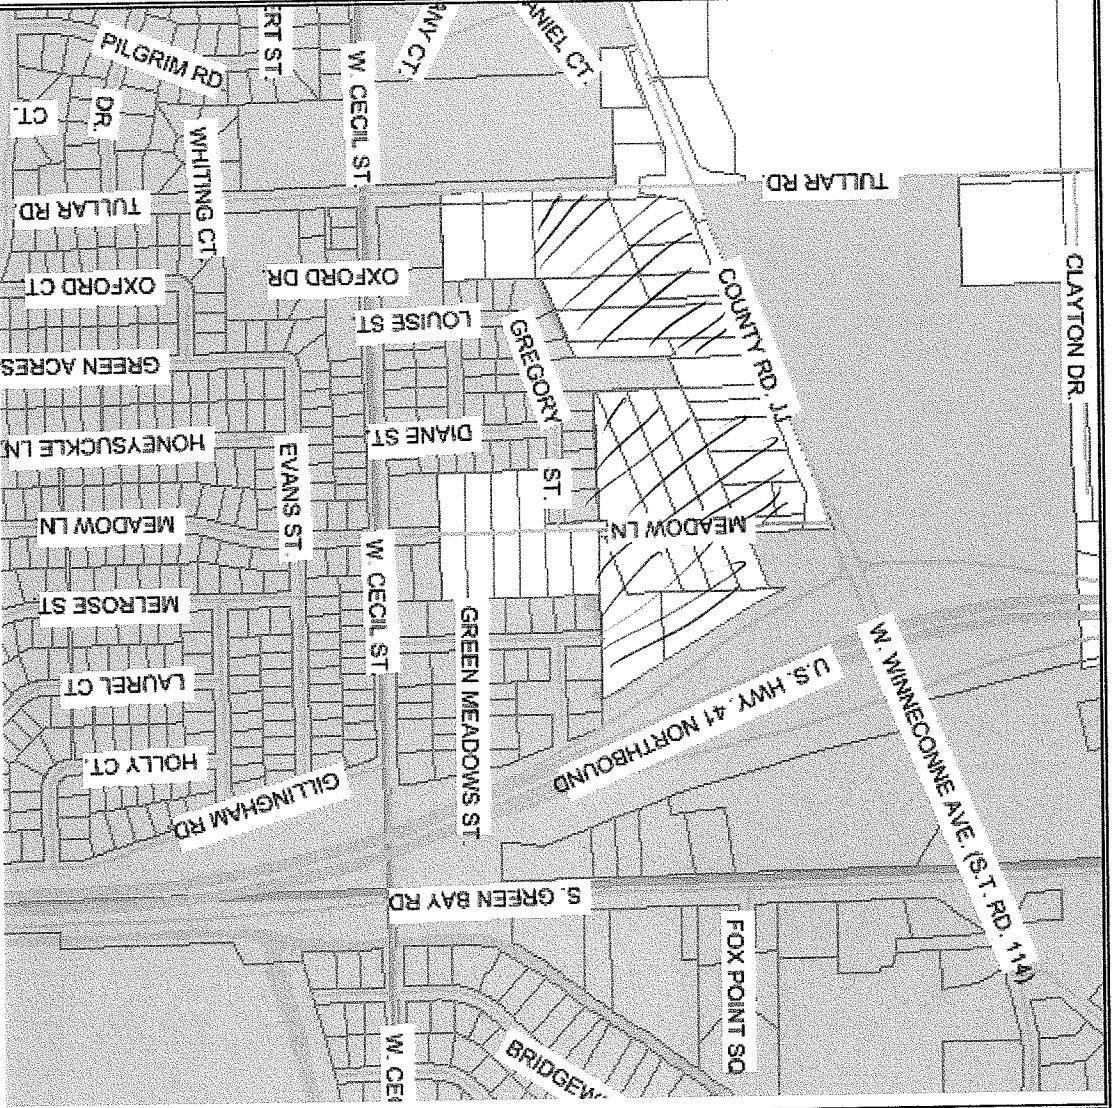 PILGRIM RD
ERT ST.
W. CECIL ST.
NY CT.
ANIEL CT.
CT.
DR.
WHITING CT.
TULLAR RD.
TULLAR RD.
OXFORD CT
OXFORD DR.
CLAYTON DR.
COUNTY RD. JJ
LOUISE ST.
GREGORY
ST.
GREEN ACRES
DIANE ST.
HONEYSUCKLE LN.
EVANS ST.
MEADOW LN
MEADOW LN
W. CECIL ST
MELROSE ST
GREEN MEADOWS ST.
LAUREL CT
U.S. HWY. 41 NORTHBOUND
W. WINNECONNE AVE. (S.T. RD. 114)
HOLLY CT.
GILLINGHAM RD
S. GREEN BAY RD
FOX POINT SQ
W. CE
BRIDGEW